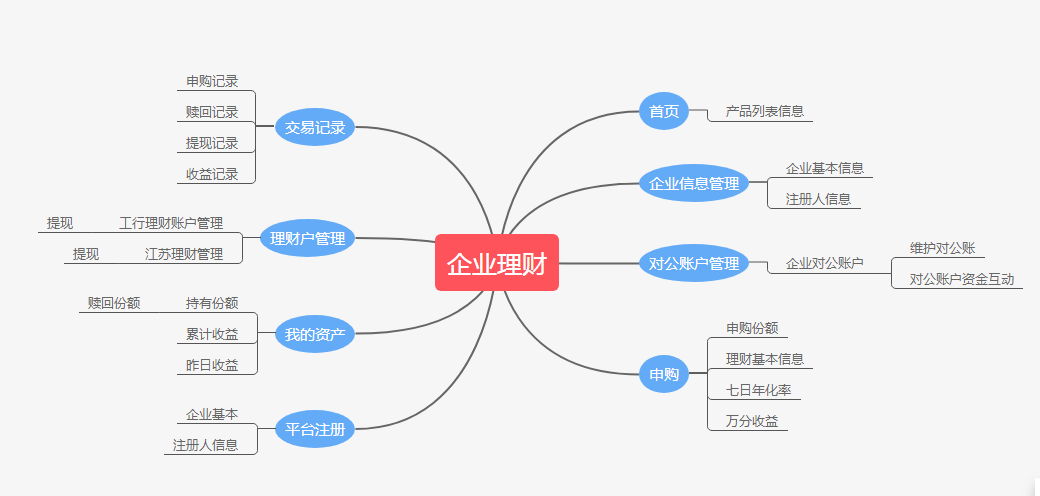 企业理财
首页
产品列表信息
企业信息管理
企业基本信息
注册人信息
对公账户管理
企业对公账户
维护对公账
对公账户资金互动
申购
申购份额
理财基本信息
七日年化率
万分收益
交易记录
申购记录
赎回记录
提现记录
收益记录
理财户管理
工行理财账户管理
提现
江苏理财管理
提现
我的资产
持有份额
赎回份额
累计收益
昨日收益
平台注册
企业基本
注册人信息